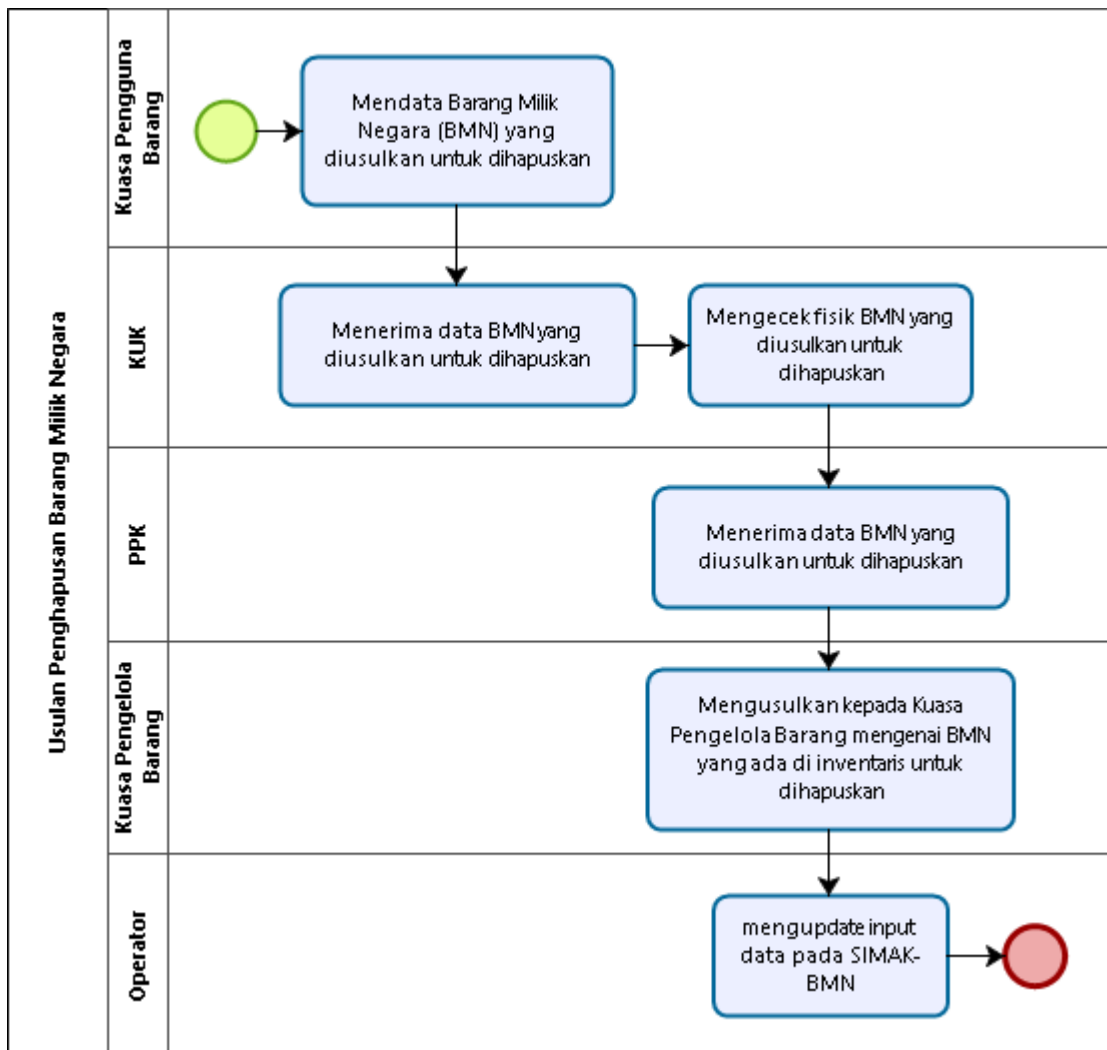 Usulan Penghapusan Barang Milik Negara
Kuasa Pengguna
Barang
Mendata Barang Milik
Negara (BMN) yang
diusulkan untuk dihapuskan
KUK
Menerima data BMN yang
diusulkan untuk dihapuskan
Mengecek fisik BMN yang
diusulkan untuk
dihapuskan
PPK
Menerima data BMN yang
diusulkan untuk dihapuskan
Kuasa Pengelola
Barang
Mengusulkan kepada Kuasa
Pengelola Barang mengenai BMN
yang ada di inventaris untuk
dihapuskan
Operator
mengupdate input
data pada SIMAK-
BMN